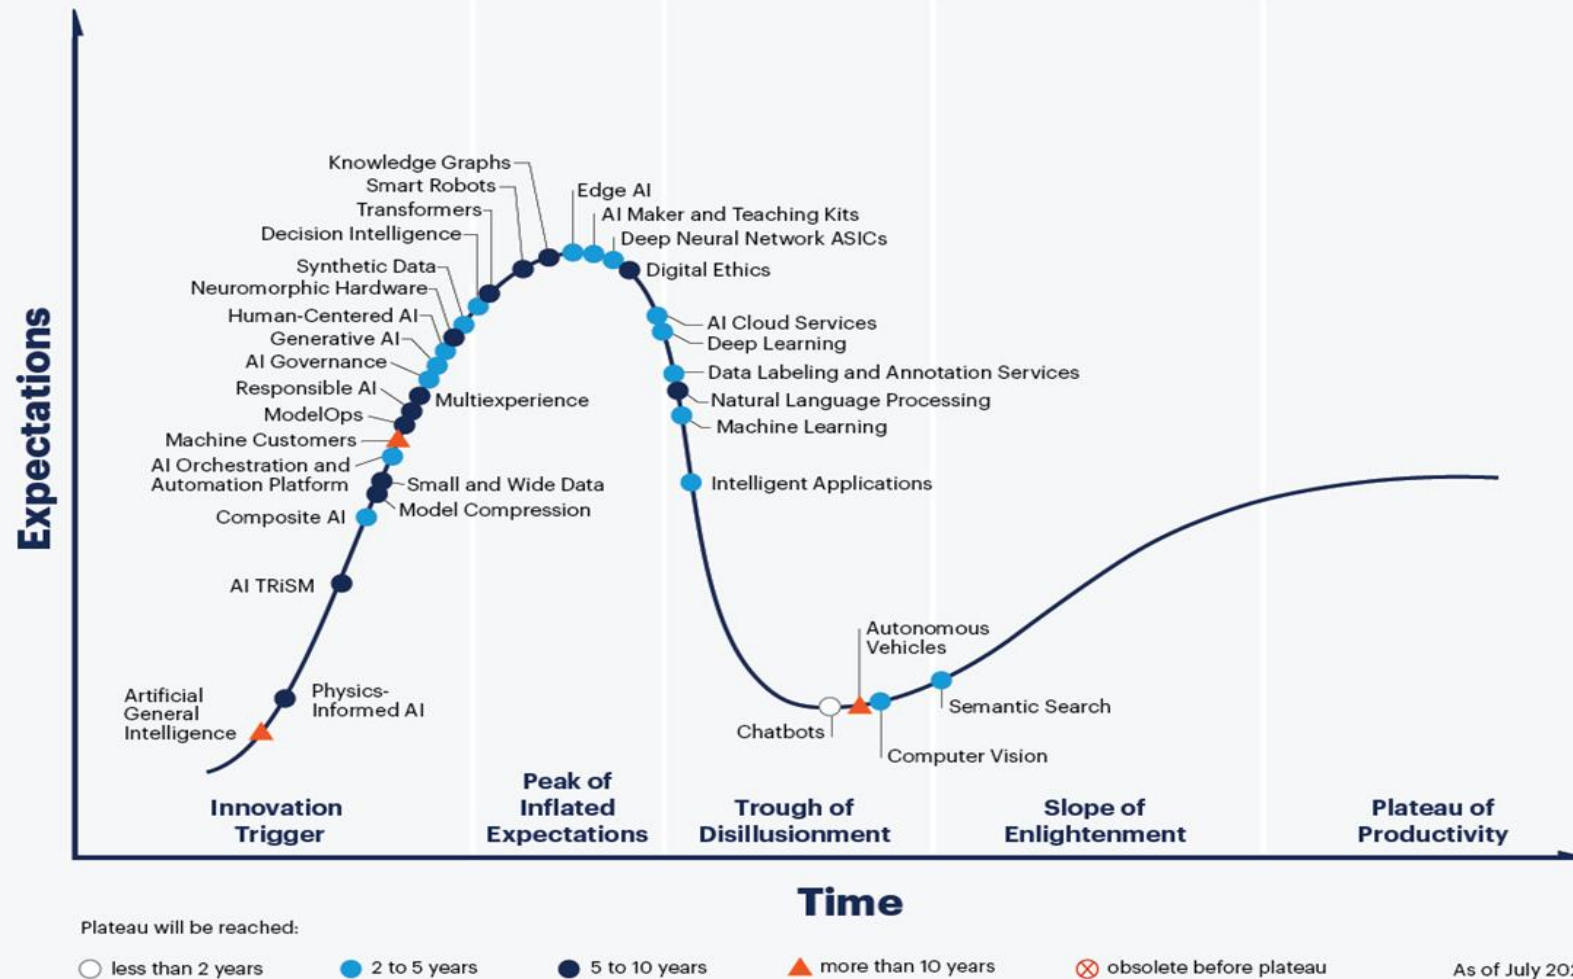 Knowledge Graphs
Smart Robots
Transformers
Decision Intelligence
Synthetic Data
Neuromorphic Hardware
Human-Centered AI
Generative AI
AI Governance
Responsible AI
ModelOps
Machine Customers
AI Orchestration and
Automation Platform
Composite AI
AI TRiSM
Artificial
General
Intelligence
Physics-
Informed AI
Multiexperience
Small and Wide Data
Model Compression
Edge AI
AI Maker and Teaching Kits
Deep Neural Network ASICs
Digital Ethics
AI Cloud Services
Deep Learning
Data Labeling and Annotation Services
Natural Language Processing
Machine Learning
Intelligent Applications
Autonomous
Vehicles
Chatbots
Semantic Search
Computer Vision
Expectations
Innovation
Trigger
Peak of
Inflated
Expectations
Trough of
Disillusionment
Slope of
Enlightenment
Plateau of
Productivity
Time
Plateau will be reached:
less than 2 years
2 to 5 years
5 to 10 years
more than 10 years
obsolete before plateau
As of July